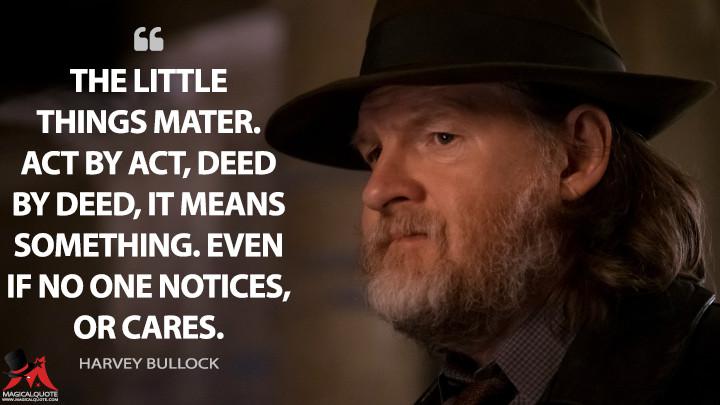 THE LITTLE
THINGS MATER.
ACT BY ACT, DEED
BY DEED, IT MEANS
SOMETHING. EVEN
IF NO ONE NOTICES,
OR CARES.
HARVEY BULLOCK
MAGICALQUOTE
WWW.MAGICALQUOTE.COM